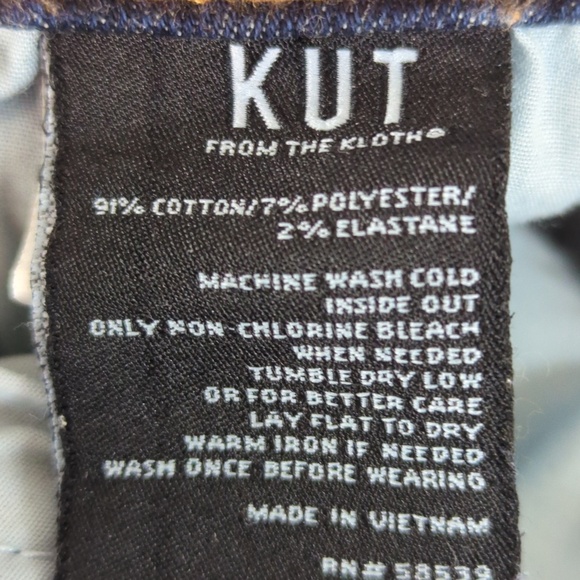 KUT
FROM THE KLOTH®
91% COTTON/7% POLYESTER/
2% ELASTANE
MACHINE WASH COLD
INSIDE OUT
ONLY NON-CHLORINE BLEACH
WHEN NEEDED
TUMBLE DRY LOW
OR FOR BETTER CARE
LAY FLAT TO DRY
WARM IRON IF NEEDED
WASH ONCE BEFORE WEARING
MADE IN VIETNAM
RN# 58539